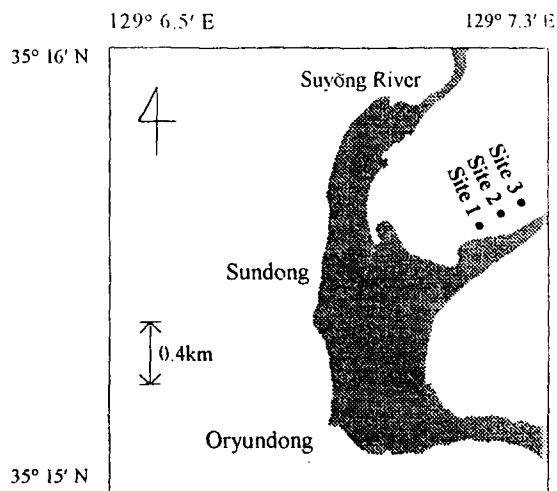 129° 6.5′ E
129° 7.3′ E
35° 16′ N
Suyŏng River
Site 3
Site 2
Site 1
Sundong
0.4km
Oryundong
35° 15′ N